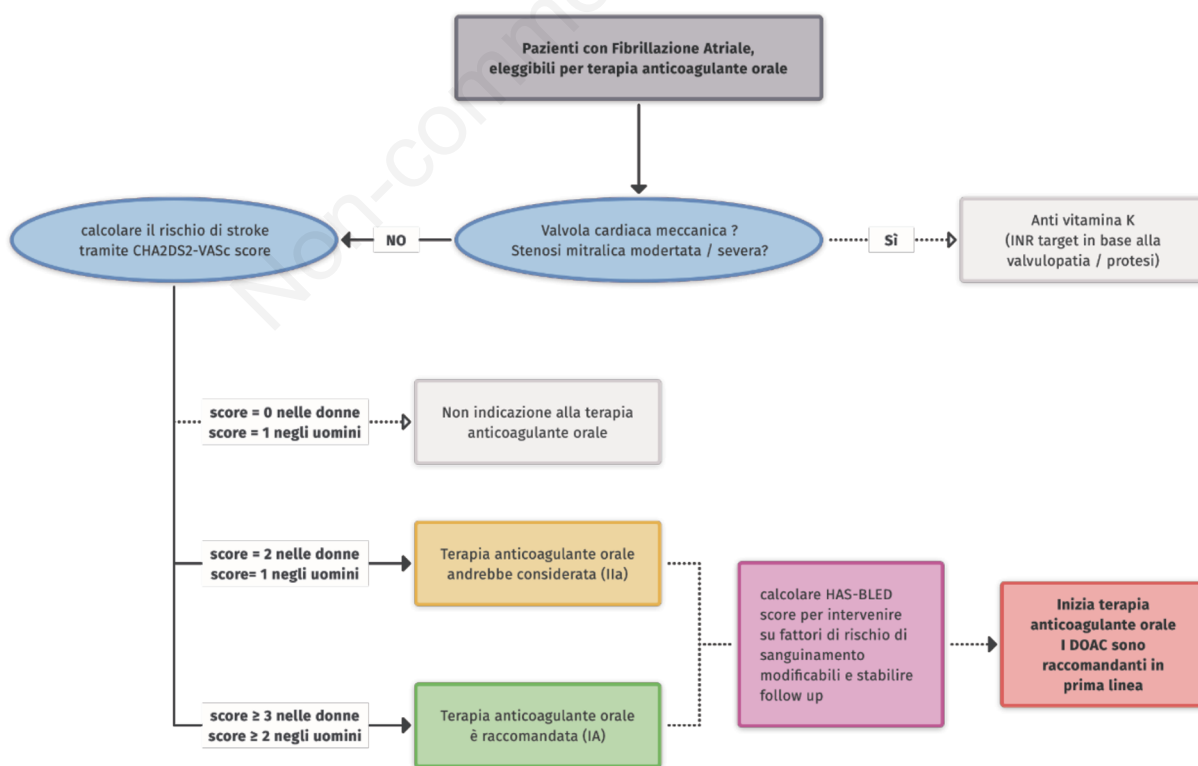 Pazienti con Fibrillazione Atriale,
eleggibili per terapia anticoagulante orale
calcolare il rischio di stroke
tramite CHA2DS2-VASc score
NO
Valvola cardiaca meccanica ?
Stenosi mitralica modertata / severa?
Sì
Anti vitamina K
(INR target in base alla
valvulopatia / protesi)
score = 0 nelle donne
score = 1 negli uomini
Non indicazione alla terapia
anticoagulante orale
score = 2 nelle donne
score= 1 negli uomini
Terapia anticoagulante orale
andrebbe considerata (IIa)
score ≥ 3 nelle donne
score ≥ 2 negli uomini
Terapia anticoagulante orale
è raccomandata (IA)
calcolare HAS-BLED
score per intervenire
su fattori di rischio di
sanguinamento
modificabili e stabilire
follow up
Inizia terapia
anticoagulante orale
I DOAC sono
raccomandanti in
prima linea
Non-comm